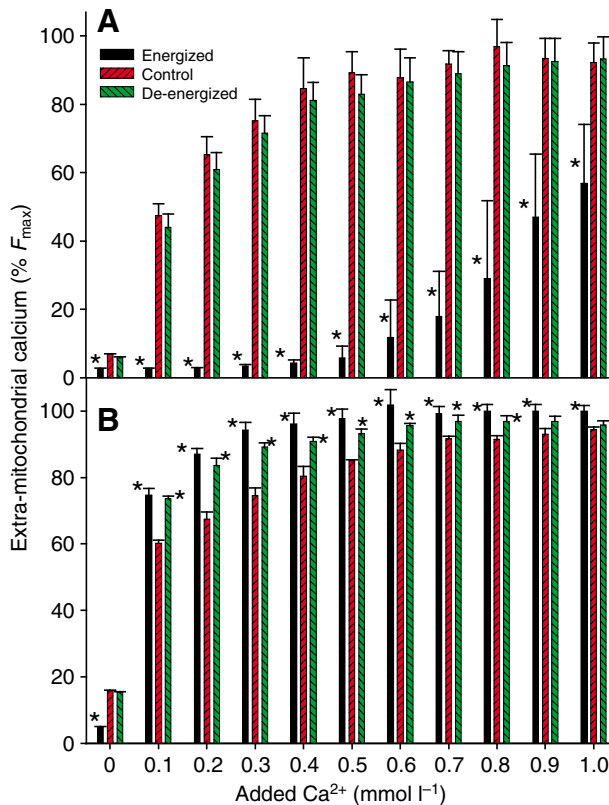 A
Energized
Control
De-energized
100
80
60
40
20
0
* * * * * * * * * * *
B
100
80
60
40
20
0
* * * * * * * * * * * * * * * * * *
0 0.1 0.2 0.3 0.4 0.5 0.6 0.7 0.8 0.9 1.0
Added Ca²⁺ (mmol l⁻¹)
Extra-mitochondrial calcium (% Fmax)